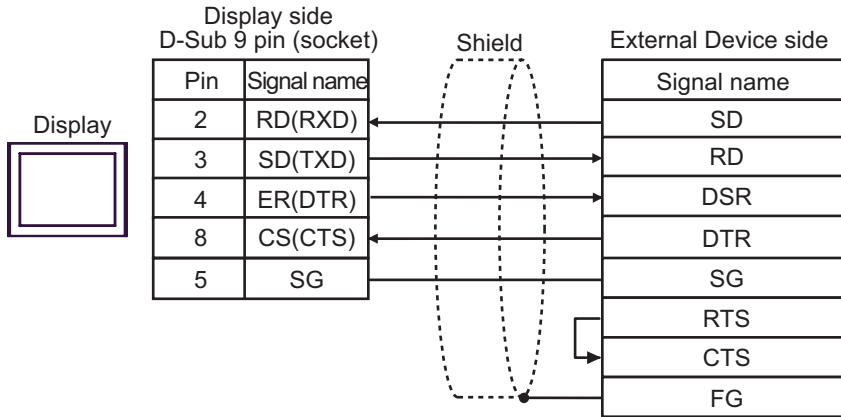 Display side
D-Sub 9 pin (socket)
Shield
External Device side
Display
Pin Signal name
2 RD(RXD)
3 SD(TXD)
4 ER(DTR)
8 CS(CTS)
5 SG
Signal name
SD
RD
DSR
DTR
SG
RTS
CTS
FG